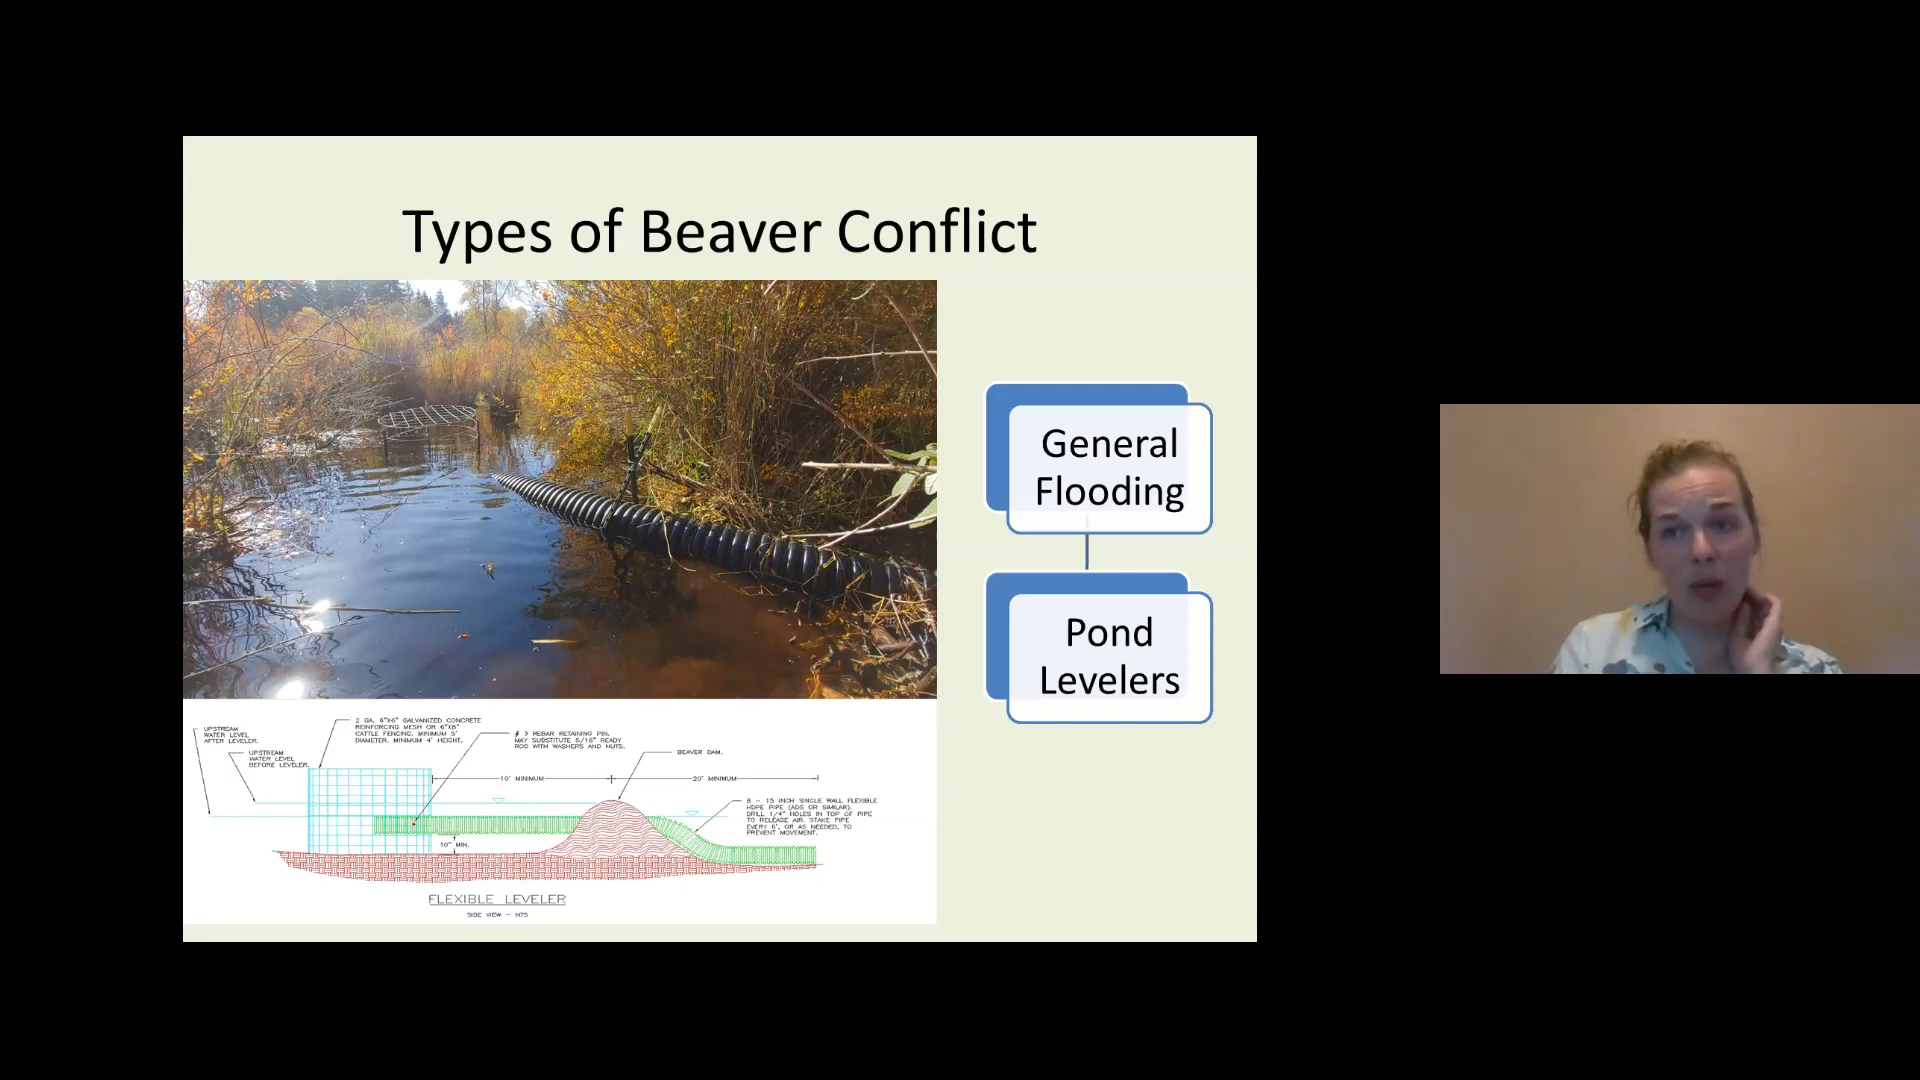 Types of Beaver Conflict
General
Flooding
Pond
Levelers
UPSTREAM
WATER LEVEL
AFTER LEVELER.
UPSTREAM
WATER LEVEL
BEFORE LEVELER.
2 GA. 6"X6" GALVANIZED CONCRETE
REINFORCING MESH OR 6"X8"
CATTLE FENCING. MINIMUM 5'
DIAMETER. MINIMUM 4' HEIGHT.
# 3 REBAR RETAINING PIN.
MAY SUBSTITUTE 5/16" READY
ROD WITH WASHERS AND NUTS.
BEAVER DAM.
10' MINIMUM
20' MINIMUM
8 - 15 INCH SINGLE WALL FLEXIBLE
HDPE PIPE (ADS OR SIMILAR).
DRILL 1/4" HOLES IN TOP OF PIPE
TO RELEASE AIR. STAKE PIPE
EVERY 6', OR AS NEEDED, TO
PREVENT MOVEMENT.
10" MIN.
FLEXIBLE LEVELER
SIDE VIEW - NTS